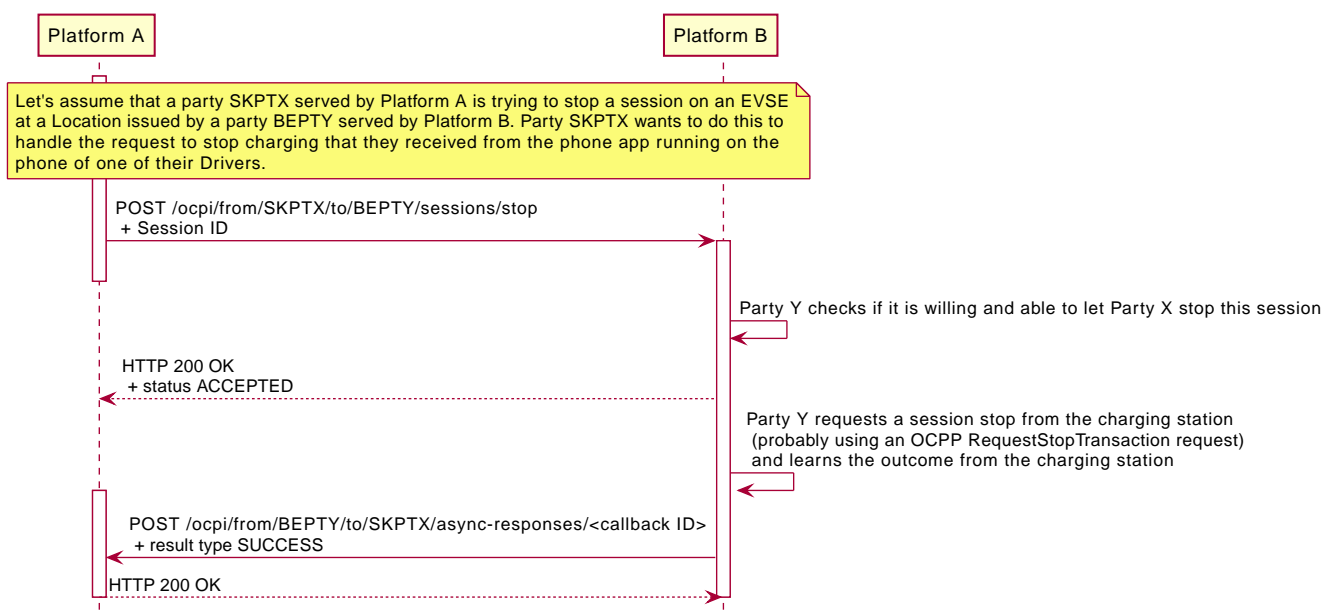 Platform A
Platform B
Let's assume that a party SKPTX served by Platform A is trying to stop a session on an EVSE
at a Location issued by a party BEPTY served by Platform B. Party SKPTX wants to do this to
handle the request to stop charging that they received from the phone app running on the
phone of one of their Drivers.
POST /ocpi/from/SKPTX/to/BEPTY/sessions/stop
+ Session ID
Party Y checks if it is willing and able to let Party X stop this session
HTTP 200 OK
+ status ACCEPTED
Party Y requests a session stop from the charging station
(probably using an OCPP RequestStopTransaction request)
and learns the outcome from the charging station
POST /ocpi/from/BEPTY/to/SKPTX/async-responses/<callback ID>
+ result type SUCCESS
HTTP 200 OK